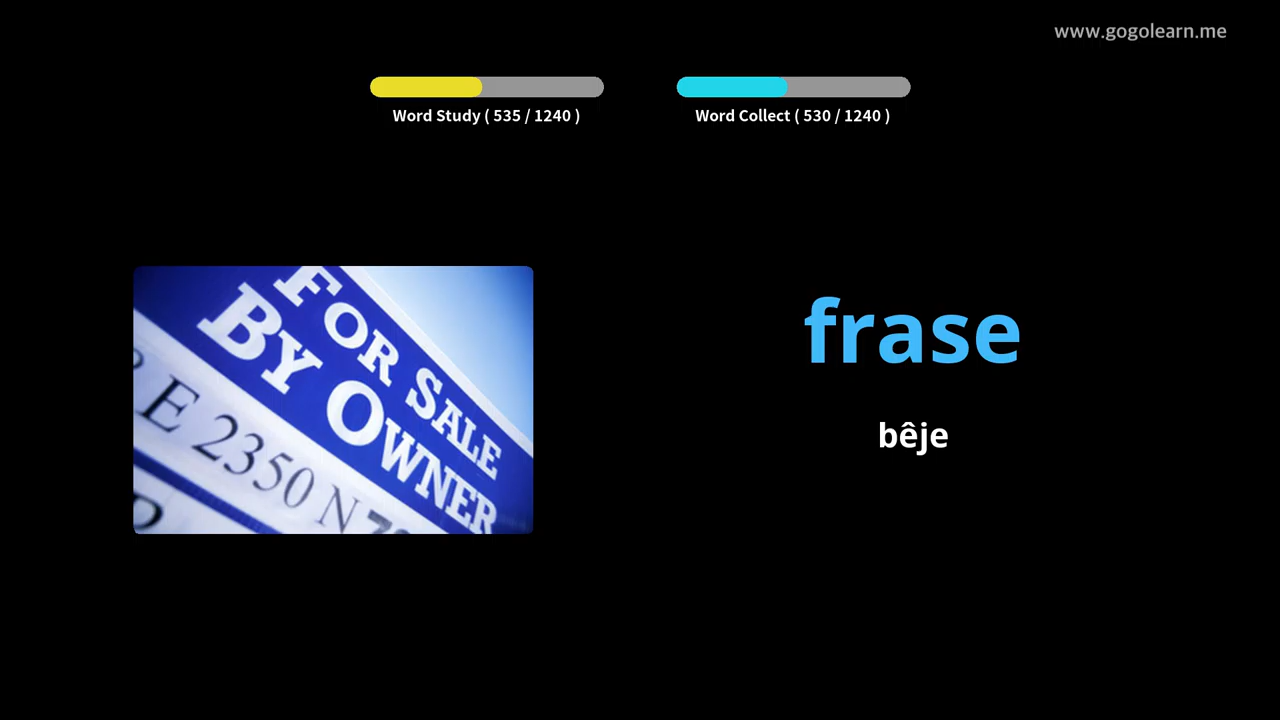 www.gogolearn.me
Word Study ( 535 / 1240 )
Word Collect ( 530 / 1240 )
FOR SALE
BY OWNER
E 2350 N
frase
bêje